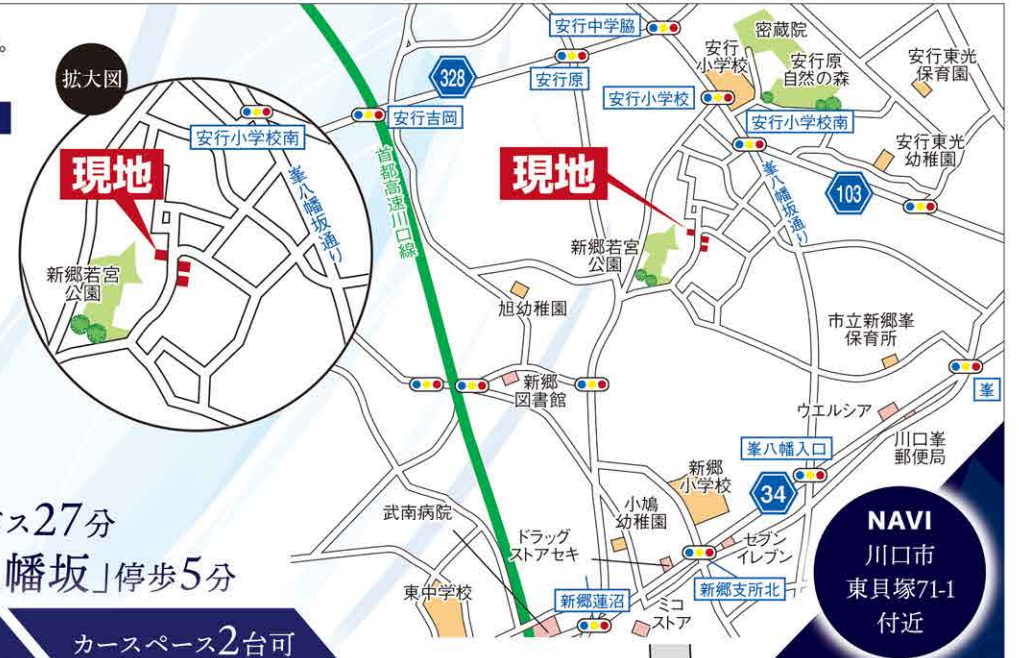 拡大図
安行小学校南
現地
峯八幡坂通り
新郷若宮
公園
安行中学脇
328
安行原
安行吉岡
首都高速川口線
安行
小学校
安行小学校
密蔵院
安行原
自然の森
安行東光
保育園
安行小学校南
安行東光
幼稚園
103
現地
峯八幡坂通り
新郷若宮
公園
旭幼稚園
新郷
図書館
市立新郷峯
保育所
峯
ウエルシア
川口峯
郵便局
峯八幡入口
34
新郷
小学校
小鳩
幼稚園
武南病院
ドラッグ
ストアセキ
セブン
イレブン
新郷支所北
東中学校
新郷蓮沼
ミコ
ストア
NAVI
川口市
東貝塚71-1
付近
ス27分
幡坂」停歩5分
カースペース2台可